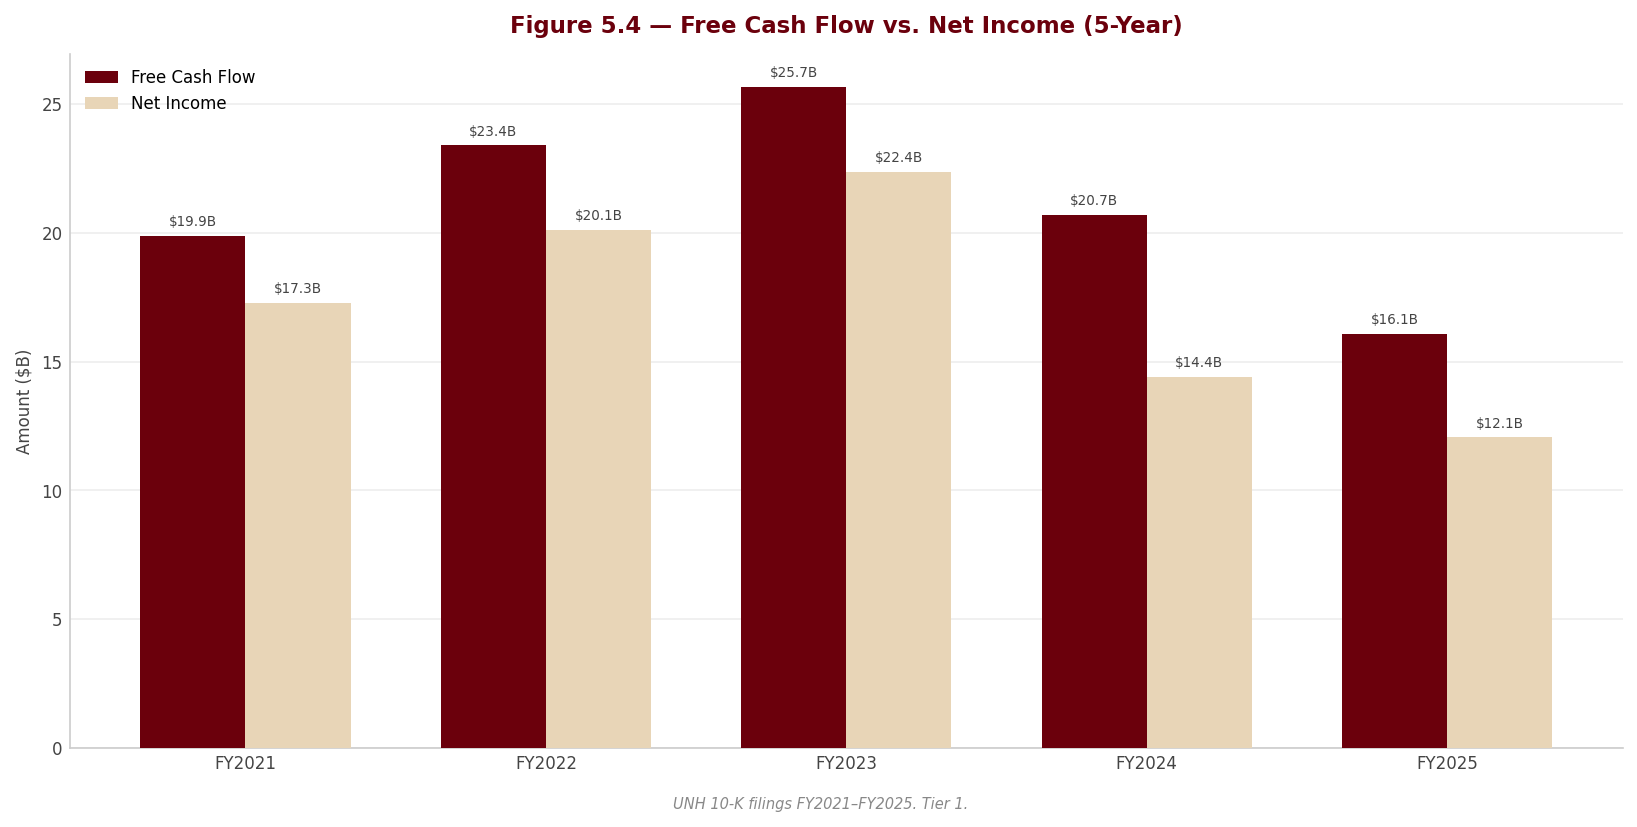 Figure 5.4 — Free Cash Flow vs. Net Income (5-Year)
Free Cash Flow
Net Income
Amount ($B)
25
20
15
10
5
0
$19.9B
$17.3B
$23.4B
$20.1B
$25.7B
$22.4B
$20.7B
$14.4B
$16.1B
$12.1B
FY2021
FY2022
FY2023
FY2024
FY2025
UNH 10-K filings FY2021–FY2025. Tier 1.